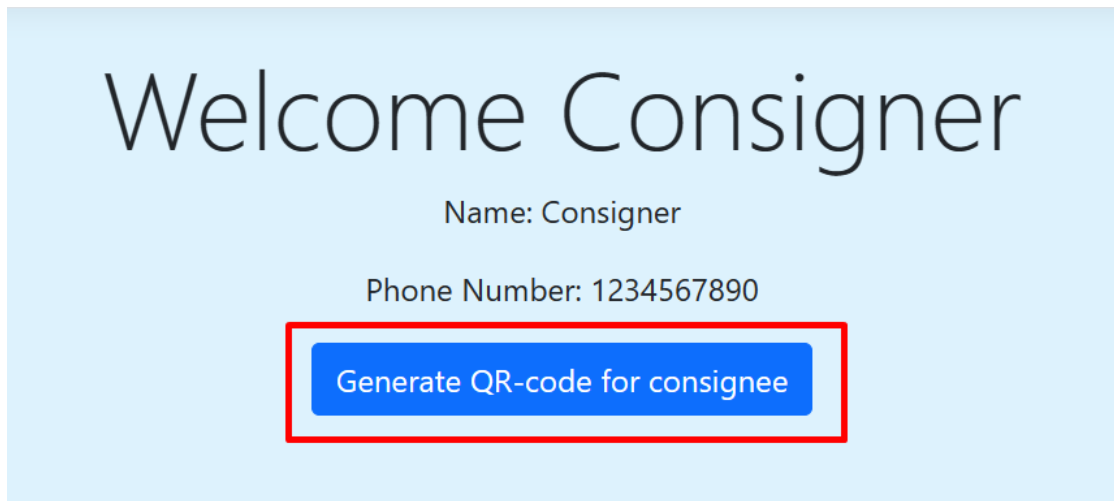 Welcome Consigner
Name: Consigner
Phone Number: 1234567890
Generate QR-code for consignee